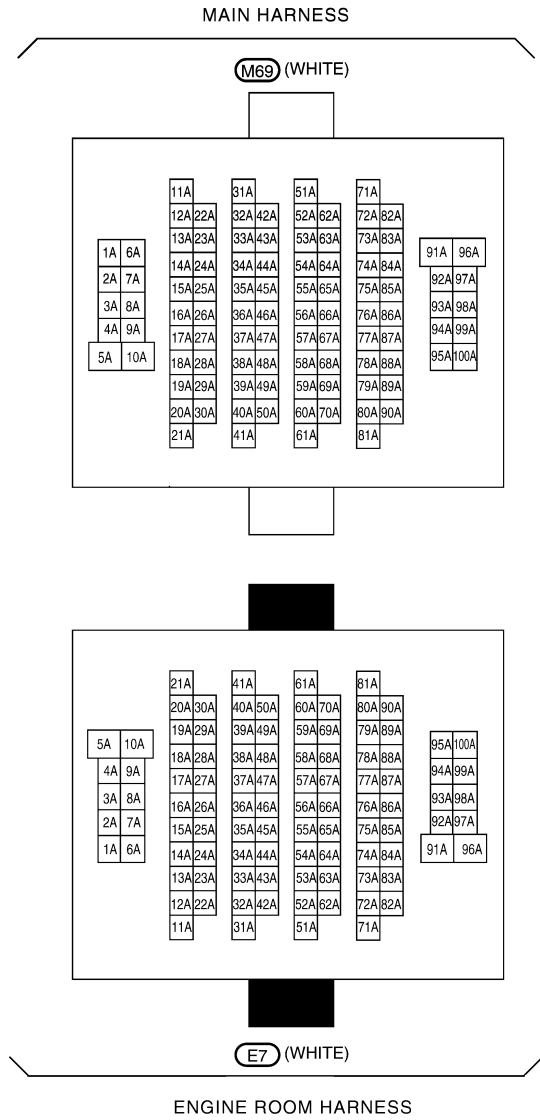 MAIN HARNESS
M69 (WHITE)
11A 31A 51A 71A
12A 22A 32A 42A 52A 62A 72A 82A
13A 23A 33A 43A 53A 63A 73A 83A
1A 6A 91A 96A
14A 24A 34A 44A 54A 64A 74A 84A
2A 7A 92A 97A
15A 25A 35A 45A 55A 65A 75A 85A
3A 8A 93A 98A
16A 26A 36A 46A 56A 66A 76A 86A
4A 9A 94A 99A
17A 27A 37A 47A 57A 67A 77A 87A
5A 10A 95A 100A
18A 28A 38A 48A 58A 68A 78A 88A
19A 29A 39A 49A 59A 69A 79A 89A
20A 30A 40A 50A 60A 70A 80A 90A
21A 41A 61A 81A
21A 41A 61A 81A
20A 30A 40A 50A 60A 70A 80A 90A
19A 29A 39A 49A 59A 69A 79A 89A
5A 10A 95A 100A
18A 28A 38A 48A 58A 68A 78A 88A
4A 9A 94A 99A
17A 27A 37A 47A 57A 67A 77A 87A
3A 8A 93A 98A
16A 26A 36A 46A 56A 66A 76A 86A
2A 7A 92A 97A
15A 25A 35A 45A 55A 65A 75A 85A
1A 6A 91A 96A
14A 24A 34A 44A 54A 64A 74A 84A
13A 23A 33A 43A 53A 63A 73A 83A
12A 22A 32A 42A 52A 62A 72A 82A
11A 31A 51A 71A
E7 (WHITE)
ENGINE ROOM HARNESS